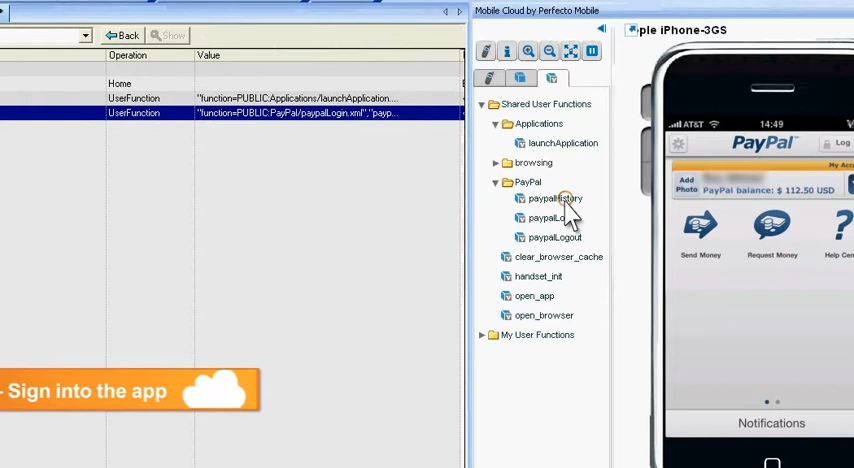 Mobile Cloud by Perfecto Mobile
Back
Show
ple iPhone-3GS
Operation
Value
Home
UserFunction
"function=PUBLIC:Applications/launchApplication....
UserFunction
"function=PUBLIC:PayPal/paypalLogin.xml","payp...
Shared User Functions
Applications
launchApplication
browsing
PayPal
paypalHistory
paypalLo
paypalLogout
clear_browser_cache
handset_init
open_app
open_browser
My User Functions
AT&T
14:49
PayPal
Log
My Acco
Add
Photo
PayPal balance: $ 112.50 USD
Send Money
Request Money
Help Cen
Notifications
- Sign into the app